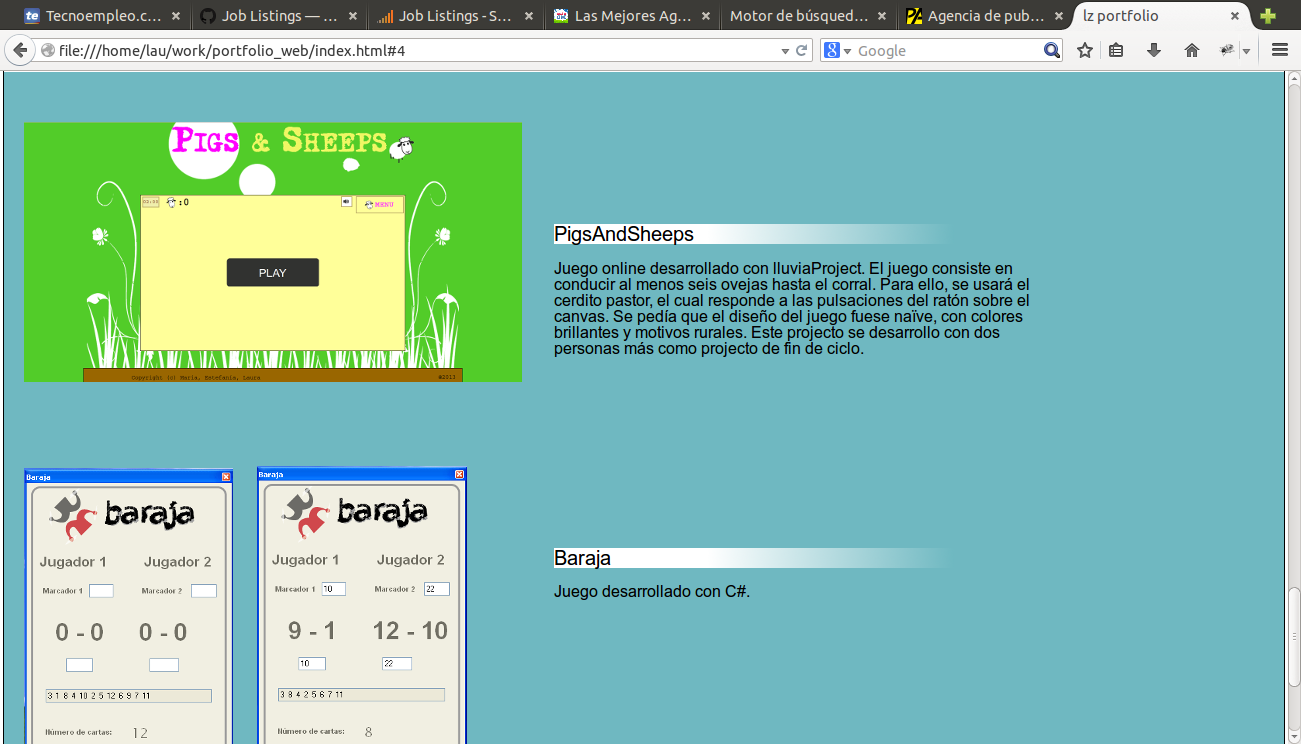 Tecnoempleo.c...
Job Listings — ...
Job Listings - S...
Las Mejores Ag...
Motor de búsqued...
Agencia de pub...
lz portfolio
file:///home/lau/work/portfolio_web/index.html#4
Google
PIGS & SHEEPS
03:00
:0
MENU
PLAY
Copyright (c) María, Estefanía, Laura
©2011
PigsAndSheeps
Juego online desarrollado con lluviaProject. El juego consiste en
conducir al menos seis ovejas hasta el corral. Para ello, se usará el
cerdito pastor, el cual responde a las pulsaciones del ratón sobre el
canvas. Se pedía que el diseño del juego fuese naïve, con colores
brillantes y motivos rurales. Este projecto se desarrollo con dos
personas más como projecto de fin de ciclo.
Baraja
baraja
Jugador 1 Jugador 2
Marcador 1 Marcador 2
0 - 0 0 - 0
3 1 8 4 10 2 5 12 6 9 7 11
Número de cartas: 12
Baraja
baraja
Jugador 1 Jugador 2
Marcador 1 10 Marcador 2 22
9 - 1 12 - 10
10 22
3 8 4 2 5 6 7 11
Número de cartas: 8
Baraja
Juego desarrollado con C#.